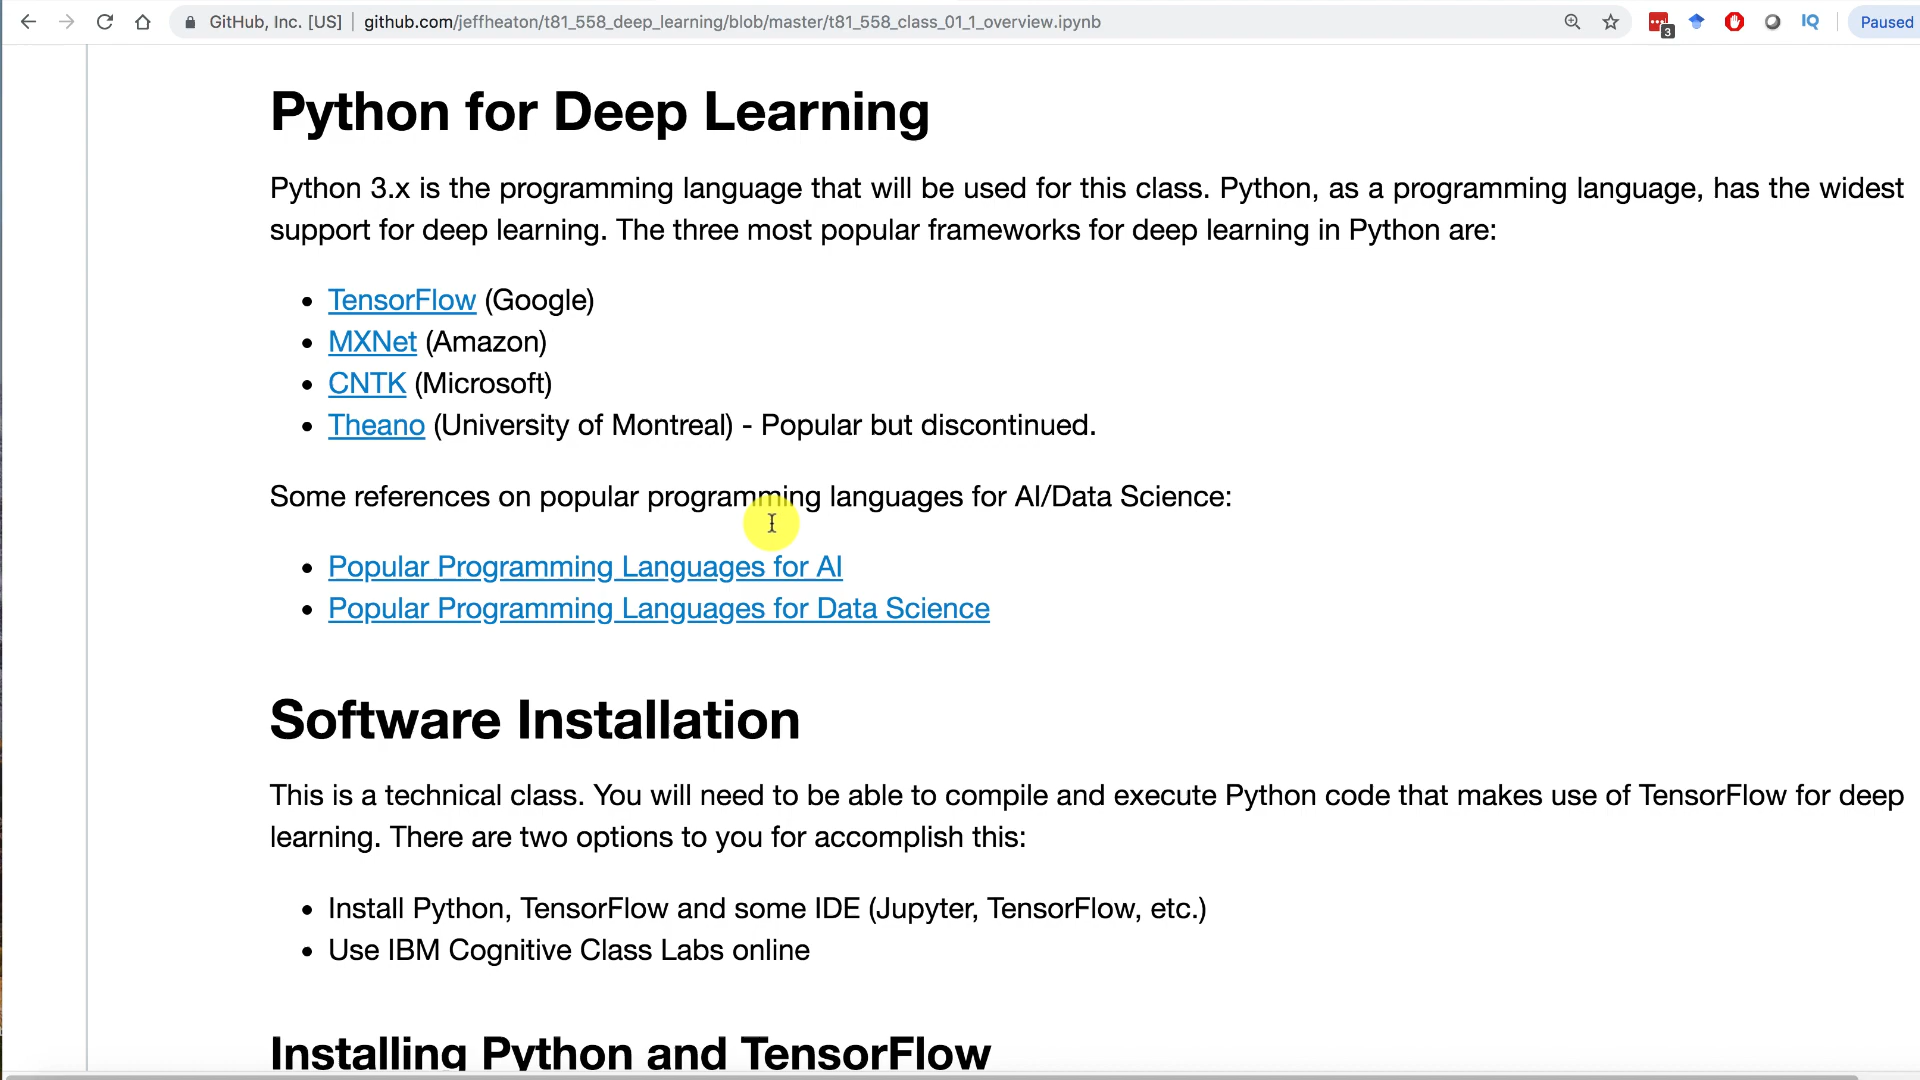 GitHub, Inc. [US] | github.com/jeffheaton/t81_558_deep_learning/blob/master/t81_558_class_01_1_overview.ipynb
3
IQ
Paused
Python for Deep Learning
Python 3.x is the programming language that will be used for this class. Python, as a programming language, has the widest
support for deep learning. The three most popular frameworks for deep learning in Python are:
• TensorFlow (Google)
• MXNet (Amazon)
• CNTK (Microsoft)
• Theano (University of Montreal) - Popular but discontinued.
Some references on popular programming languages for AI/Data Science:
• Popular Programming Languages for AI
• Popular Programming Languages for Data Science
Software Installation
This is a technical class. You will need to be able to compile and execute Python code that makes use of TensorFlow for deep
learning. There are two options to you for accomplish this:
• Install Python, TensorFlow and some IDE (Jupyter, TensorFlow, etc.)
• Use IBM Cognitive Class Labs online
Installing Python and TensorFlow